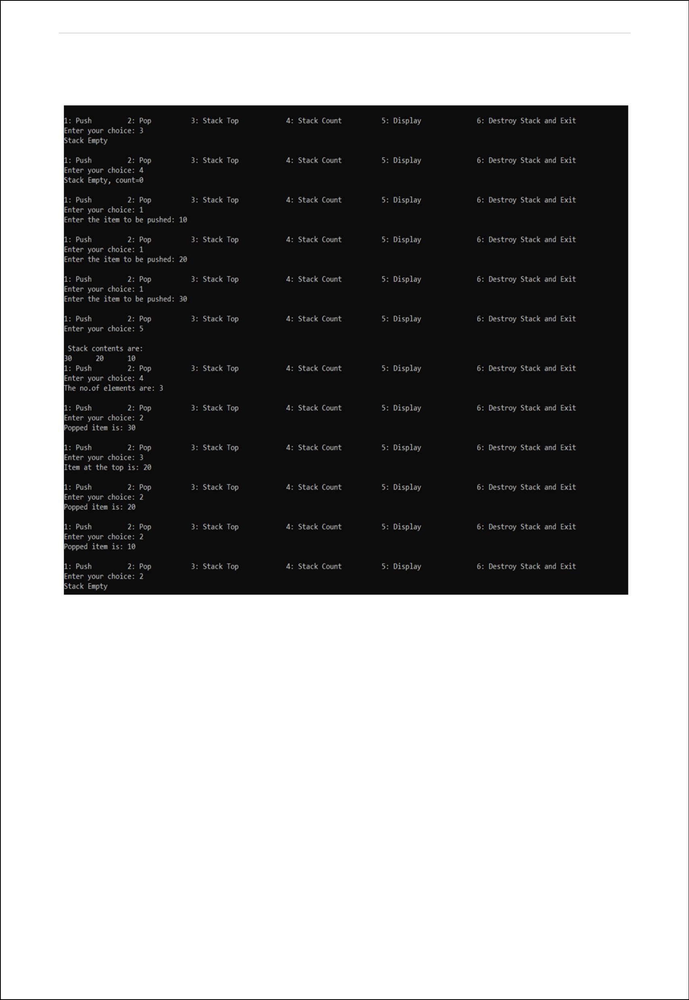 1: Push 2: Pop 3: Stack Top 4: Stack Count 5: Display 6: Destroy Stack and Exit
Enter your choice: 3
Stack Empty
1: Push 2: Pop 3: Stack Top 4: Stack Count 5: Display 6: Destroy Stack and Exit
Enter your choice: 4
Stack Empty, count=0
1: Push 2: Pop 3: Stack Top 4: Stack Count 5: Display 6: Destroy Stack and Exit
Enter your choice: 1
Enter the item to be pushed: 10
1: Push 2: Pop 3: Stack Top 4: Stack Count 5: Display 6: Destroy Stack and Exit
Enter your choice: 1
Enter the item to be pushed: 20
1: Push 2: Pop 3: Stack Top 4: Stack Count 5: Display 6: Destroy Stack and Exit
Enter your choice: 1
Enter the item to be pushed: 30
1: Push 2: Pop 3: Stack Top 4: Stack Count 5: Display 6: Destroy Stack and Exit
Enter your choice: 5
Stack contents are:
30 20 10
1: Push 2: Pop 3: Stack Top 4: Stack Count 5: Display 6: Destroy Stack and Exit
Enter your choice: 4
The no.of elements are: 3
1: Push 2: Pop 3: Stack Top 4: Stack Count 5: Display 6: Destroy Stack and Exit
Enter your choice: 2
Popped item is: 30
1: Push 2: Pop 3: Stack Top 4: Stack Count 5: Display 6: Destroy Stack and Exit
Enter your choice: 3
Item at the top is: 20
1: Push 2: Pop 3: Stack Top 4: Stack Count 5: Display 6: Destroy Stack and Exit
Enter your choice: 2
Popped item is: 20
1: Push 2: Pop 3: Stack Top 4: Stack Count 5: Display 6: Destroy Stack and Exit
Enter your choice: 2
Popped item is: 10
1: Push 2: Pop 3: Stack Top 4: Stack Count 5: Display 6: Destroy Stack and Exit
Enter your choice: 2
Stack Empty